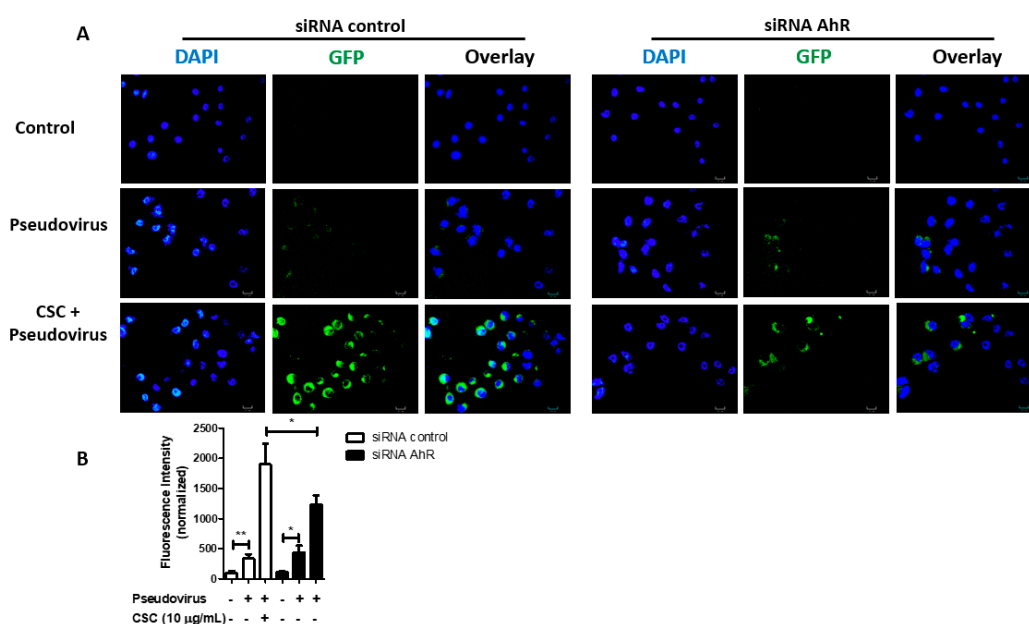 A
siRNA control
siRNA AhR
DAPI GFP Overlay
DAPI GFP Overlay
Control
Pseudovirus
CSC +
Pseudovirus
B
Fluorescence Intensity
(normalized)
2500
2000
1500
1000
500
0
** * *
siRNA control
siRNA AhR
Pseudovirus - + + - + +
CSC (10 µg/mL) - - + - - -